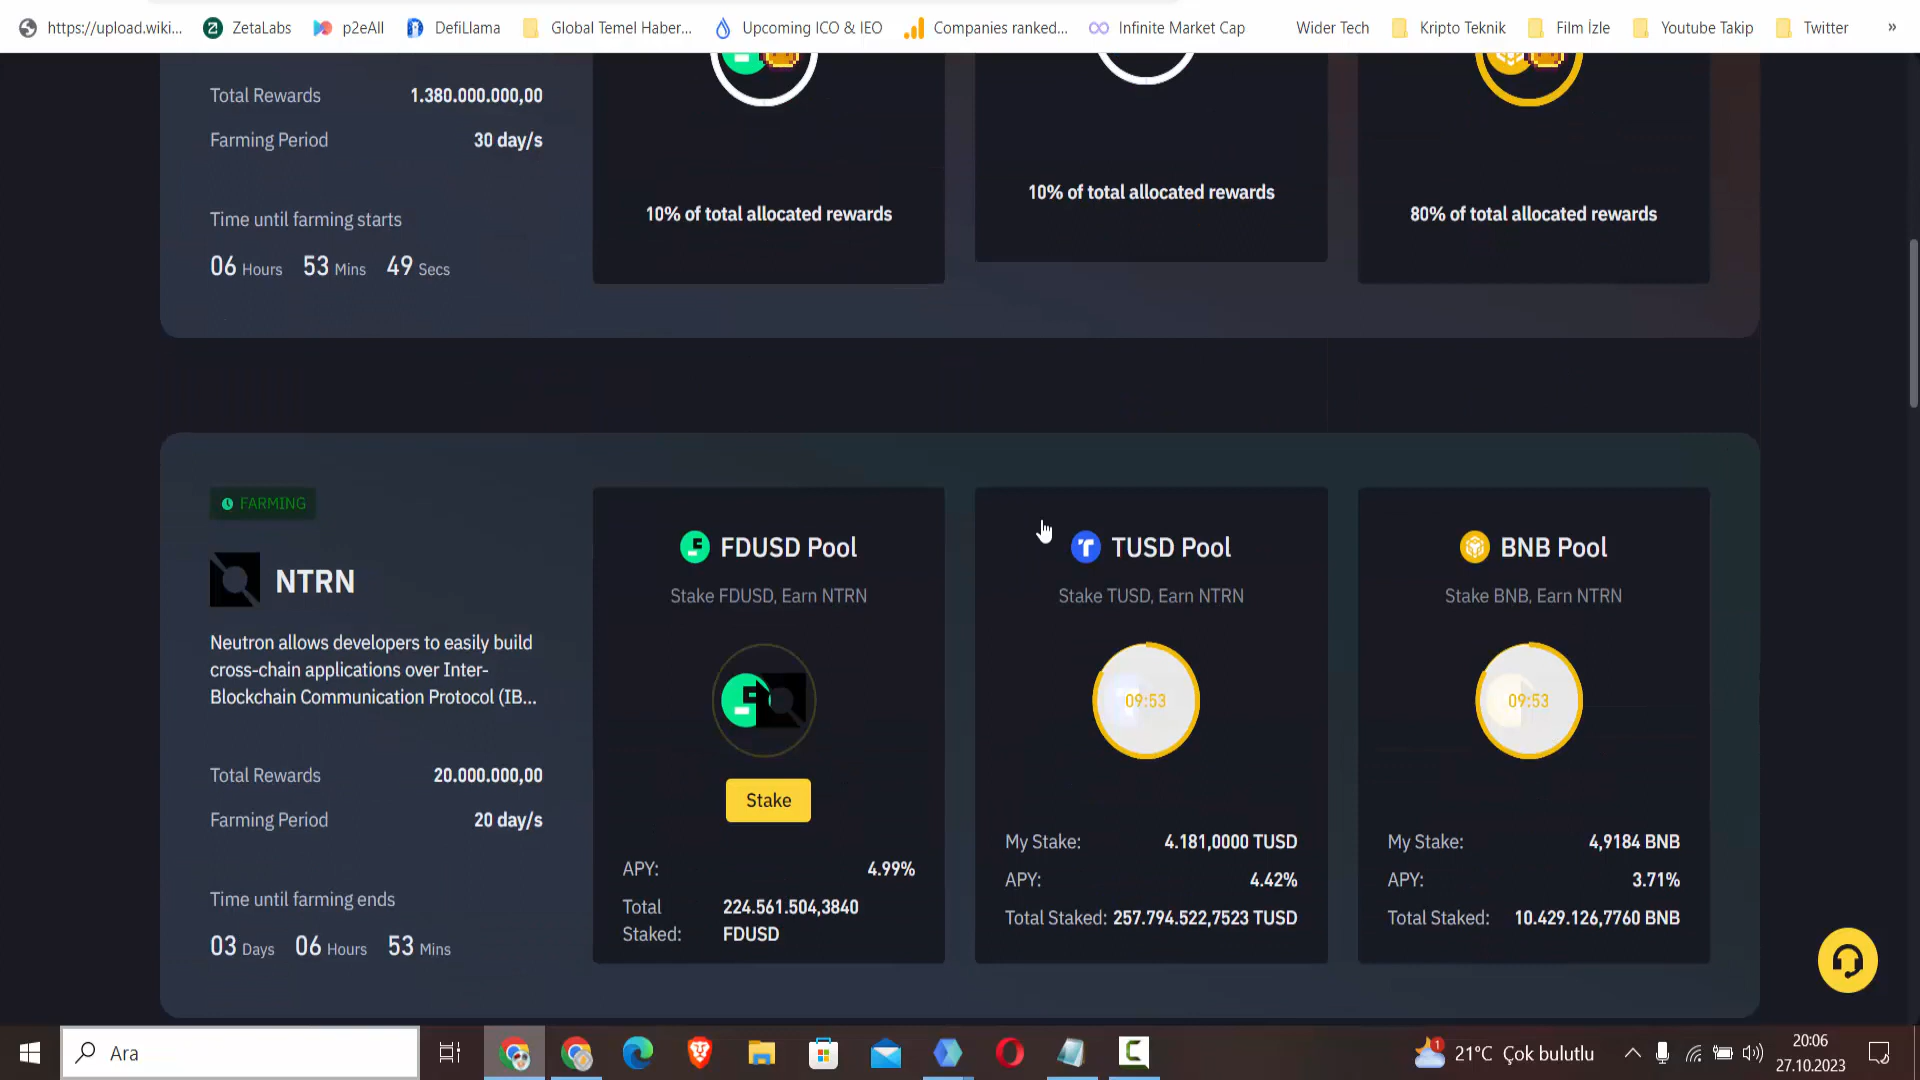 https://upload.wiki... ZetaLabs p2eAll DefiLlama Global Temel Haber... Upcoming ICO & IEO Companies ranked... Infinite Market Cap Wider Tech Kripto Teknik Film İzle Youtube Takip Twitter »
Total Rewards 1.380.000.000,00
Farming Period 30 day/s
Time until farming starts
06 Hours 53 Mins 49 Secs
10% of total allocated rewards
10% of total allocated rewards
80% of total allocated rewards
FARMING
NTRN
Neutron allows developers to easily build
cross-chain applications over Inter-
Blockchain Communication Protocol (IB...
Total Rewards 20.000.000,00
Farming Period 20 day/s
Time until farming ends
03 Days 06 Hours 53 Mins
FDUSD Pool
Stake FDUSD, Earn NTRN
Stake
APY: 4.99%
Total 224.561.504,3840
Staked: FDUSD
TUSD Pool
Stake TUSD, Earn NTRN
09:53
My Stake: 4.181,0000 TUSD
APY: 4.42%
Total Staked: 257.794.522,7523 TUSD
BNB Pool
Stake BNB, Earn NTRN
09:53
My Stake: 4,9184 BNB
APY: 3.71%
Total Staked: 10.429.126,7760 BNB
Ara
1
21°C Çok bulutlu
20:06
27.10.2023